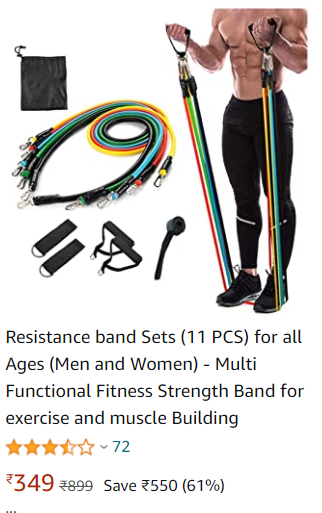 Resistance band Sets (11 PCS) for all
Ages (Men and Women) - Multi
Functional Fitness Strength Band for
exercise and muscle Building
72
₹349 ₹899 Save ₹550 (61%)
...